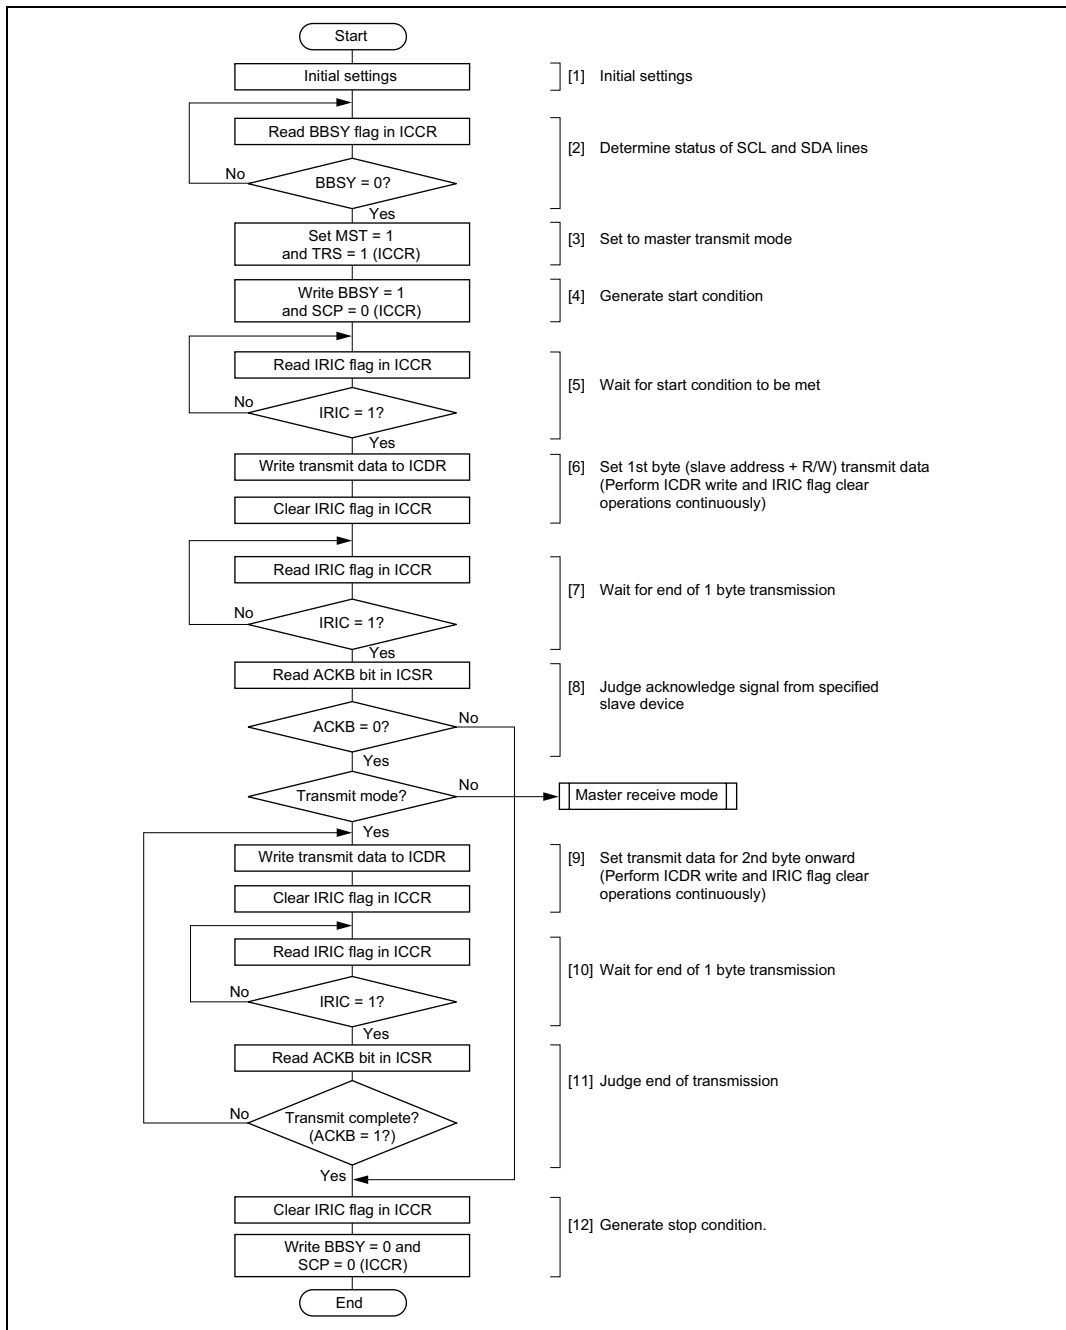 Start
Initial settings
[1] Initial settings
Read BBSY flag in ICCR
[2] Determine status of SCL and SDA lines
No
BBSY = 0?
Yes
Set MST = 1
and TRS = 1 (ICCR)
[3] Set to master transmit mode
Write BBSY = 1
and SCP = 0 (ICCR)
[4] Generate start condition
Read IRIC flag in ICCR
[5] Wait for start condition to be met
No
IRIC = 1?
Yes
Write transmit data to ICDR
[6] Set 1st byte (slave address + R/W) transmit data
(Perform ICDR write and IRIC flag clear
operations continuously)
Clear IRIC flag in ICCR
Read IRIC flag in ICCR
[7] Wait for end of 1 byte transmission
No
IRIC = 1?
Yes
Read ACKB bit in ICSR
[8] Judge acknowledge signal from specified
slave device
ACKB = 0?
No
Yes
Transmit mode?
No
Master receive mode
Yes
Write transmit data to ICDR
[9] Set transmit data for 2nd byte onward
(Perform ICDR write and IRIC flag clear
operations continuously)
Clear IRIC flag in ICCR
Read IRIC flag in ICCR
[10] Wait for end of 1 byte transmission
No
IRIC = 1?
Yes
Read ACKB bit in ICSR
[11] Judge end of transmission
No
Transmit complete?
(ACKB = 1?)
Yes
Clear IRIC flag in ICCR
[12] Generate stop condition.
Write BBSY = 0 and
SCP = 0 (ICCR)
End